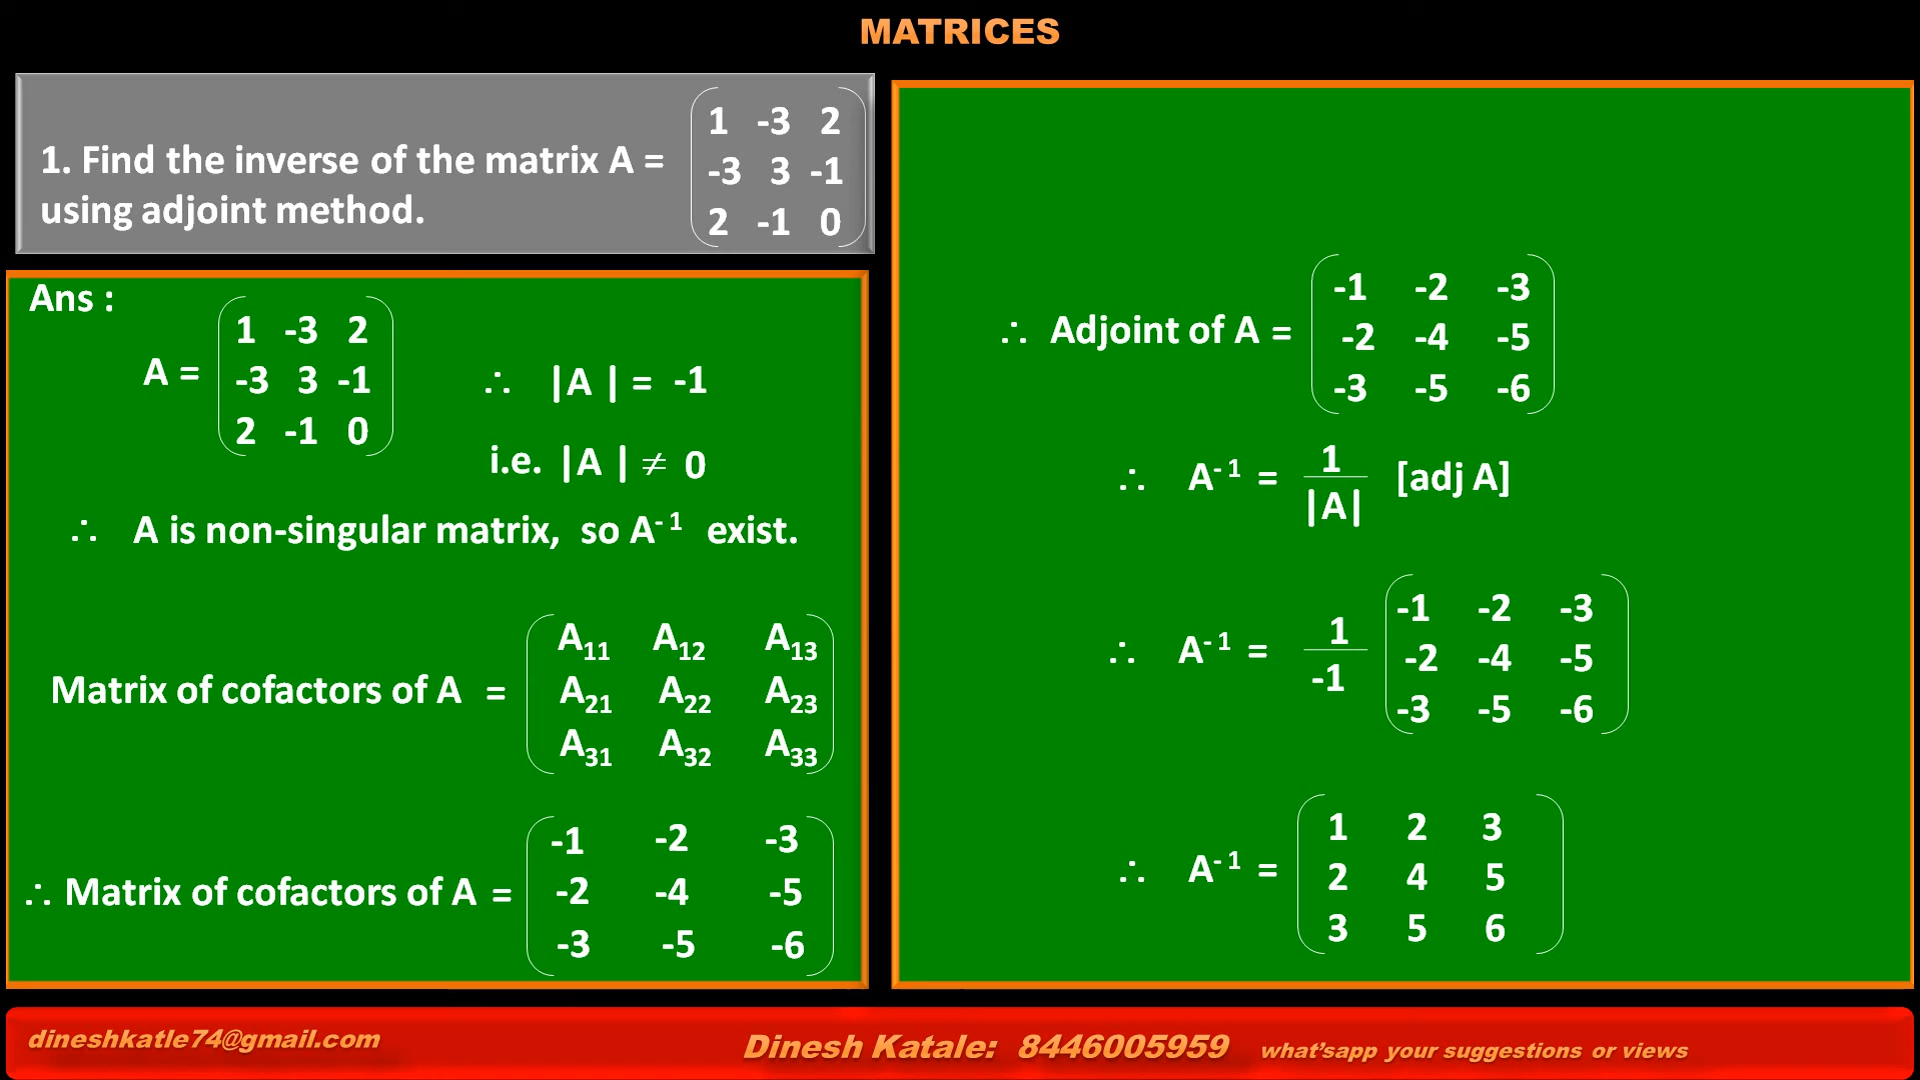 MATRICES
1 -3 2
1. Find the inverse of the matrix A = -3 3 -1
using adjoint method. 2 -1 0
Ans :
1 -3 2
A = -3 3 -1 ∴ |A | = -1
2 -1 0
i.e. |A | ≠ 0
∴ A is non-singular matrix, so A⁻¹ exist.
A₁₁ A₁₂ A₁₃
Matrix of cofactors of A = A₂₁ A₂₂ A₂₃
A₃₁ A₃₂ A₃₃
-1 -2 -3
∴ Matrix of cofactors of A = -2 -4 -5
-3 -5 -6
-1 -2 -3
∴ Adjoint of A = -2 -4 -5
-3 -5 -6
∴ A⁻¹ = 1 / |A| [adj A]
-1 -2 -3
∴ A⁻¹ = 1 / -1 -2 -4 -5
-3 -5 -6
1 2 3
∴ A⁻¹ = 2 4 5
3 5 6
dineshkatle74@gmail.com Dinesh Katale: 8446005959 what'sapp your suggestions or views